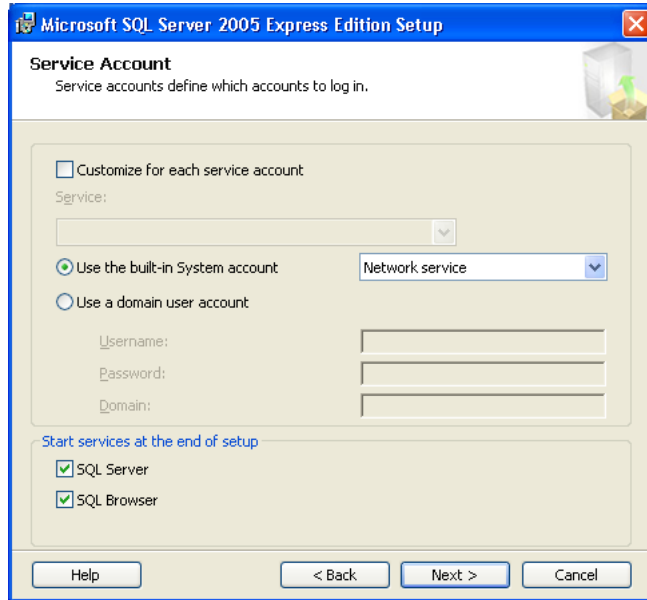 Microsoft SQL Server 2005 Express Edition Setup
Service Account
Service accounts define which accounts to log in.
Customize for each service account
Service:
Use the built-in System account
Network service
Use a domain user account
Username:
Password:
Domain:
Start services at the end of setup
SQL Server
SQL Browser
Help
< Back
Next >
Cancel